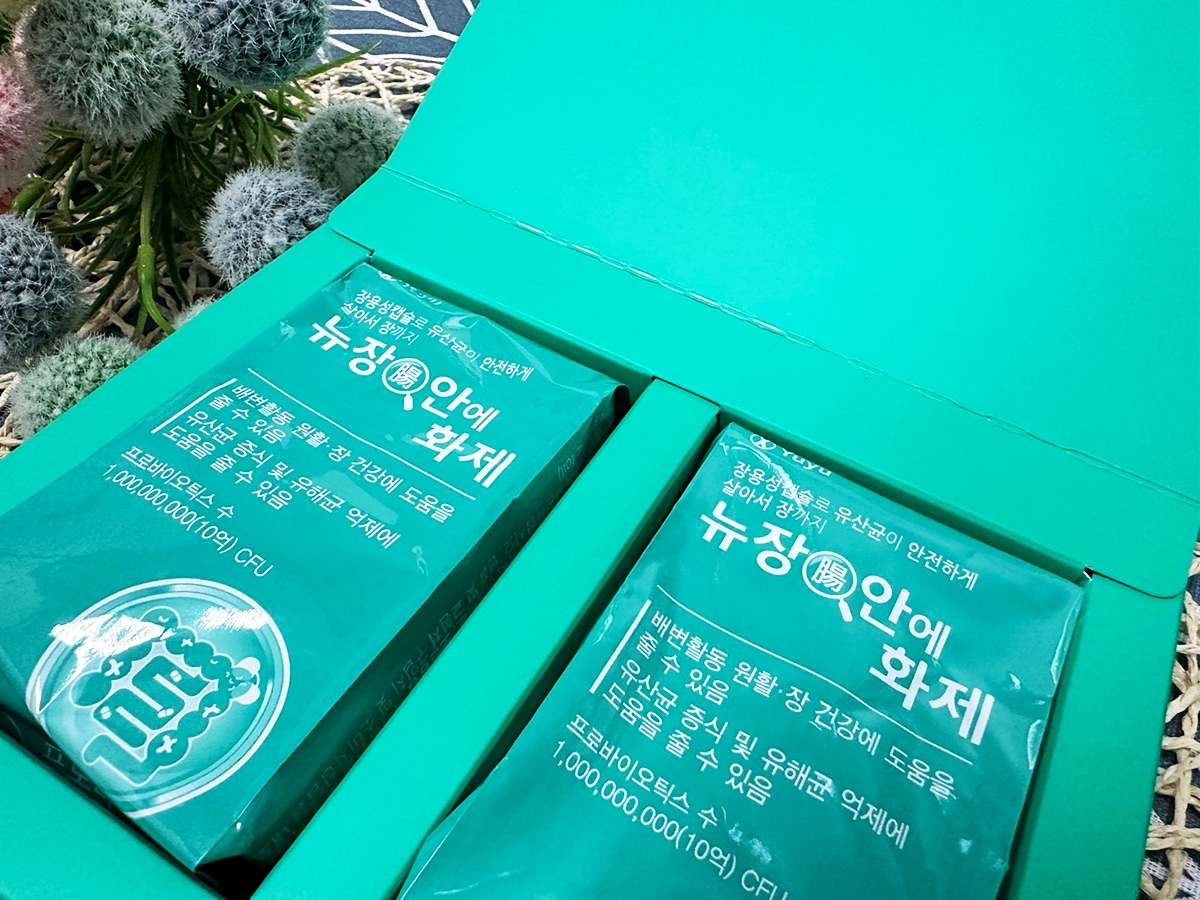 장용성캡슐로 유산균이 안전하게
살아서 장까지
뉴장腸안에
화제
배변활동 원활·장 건강에 도움을
줄 수 있음
유산균 증식 및 유해균 억제에
도움을 줄 수 있음
프로바이오틱스 수
1,000,000,000(10억) CFU
Yuyu
장용성캡슐로 유산균이 안전하게
살아서 장까지
뉴장腸안에
화제
배변활동 원활·장 건강에 도움을
줄 수 있음
유산균 증식 및 유해균 억제에
도움을 줄 수 있음
프로바이오틱스 수
1,000,000,000(10억) CFU